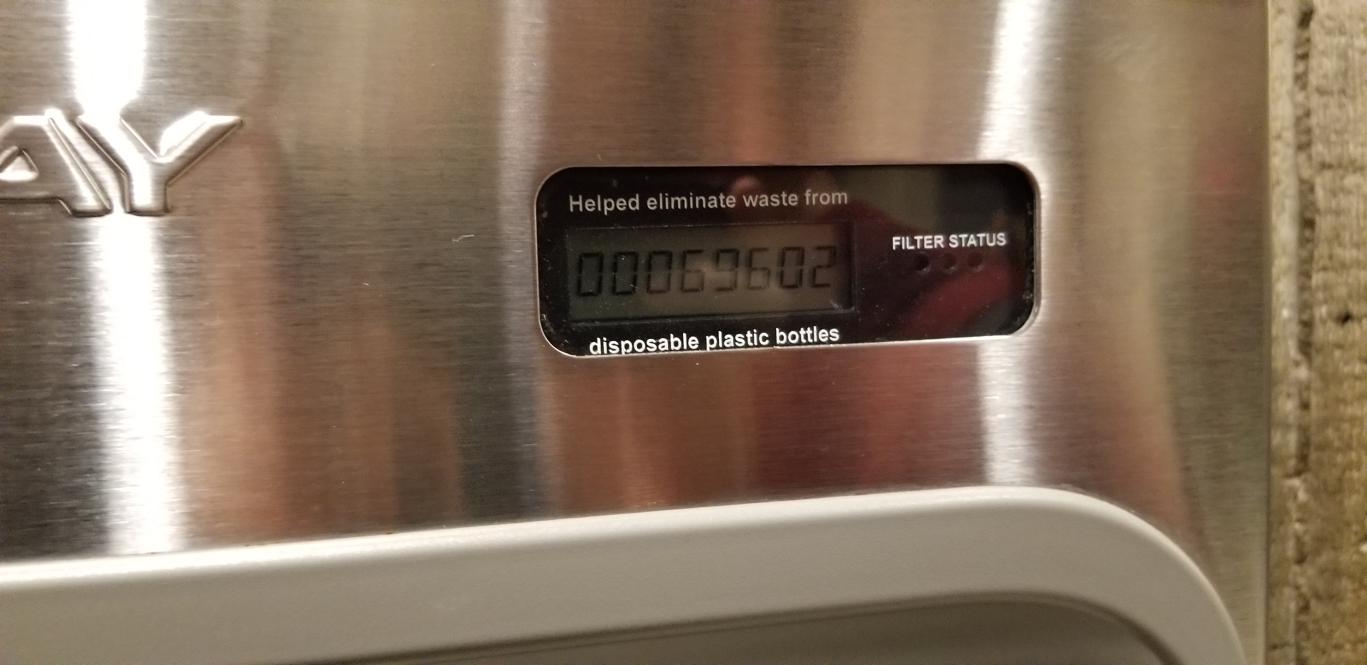 AY
Helped eliminate waste from
00069602
FILTER STATUS
disposable plastic bottles